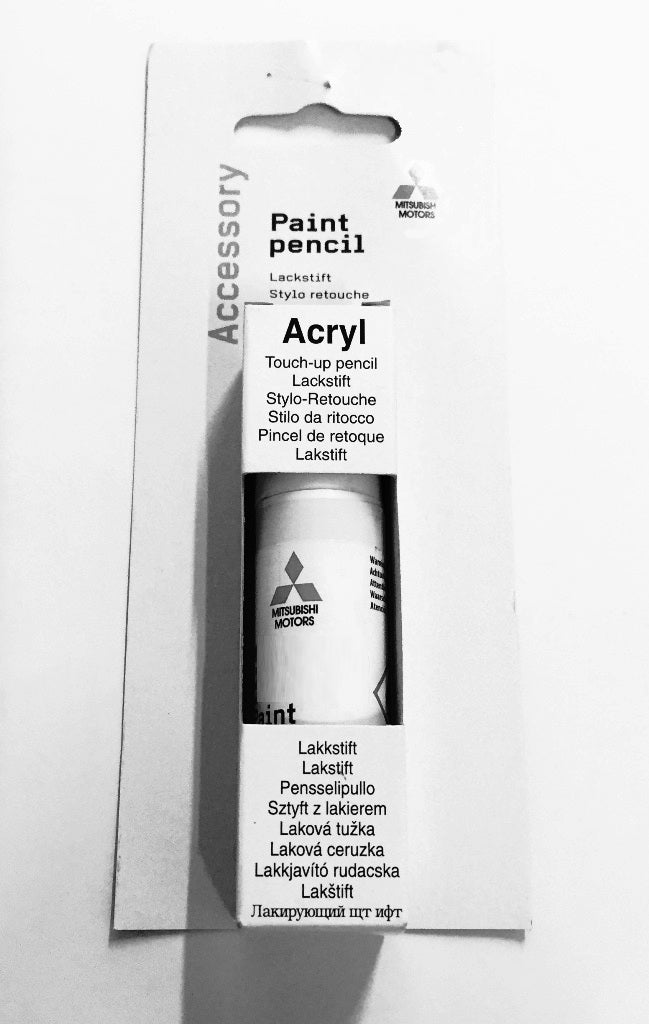 Accessory
MITSUBISHI
MOTORS
Paint
pencil
Lackstift
Stylo retouche
Acryl
Touch-up pencil
Lackstift
Stylo-Retouche
Stilo da ritocco
Pincel de retoque
Lakstift
MITSUBISHI
MOTORS
Lakkstift
Lakstift
Pensselipullo
Sztyft z lakierem
Laková tužka
Laková ceruzka
Lakkjavító rudacska
Lakštift
Лакирующий щт ифт